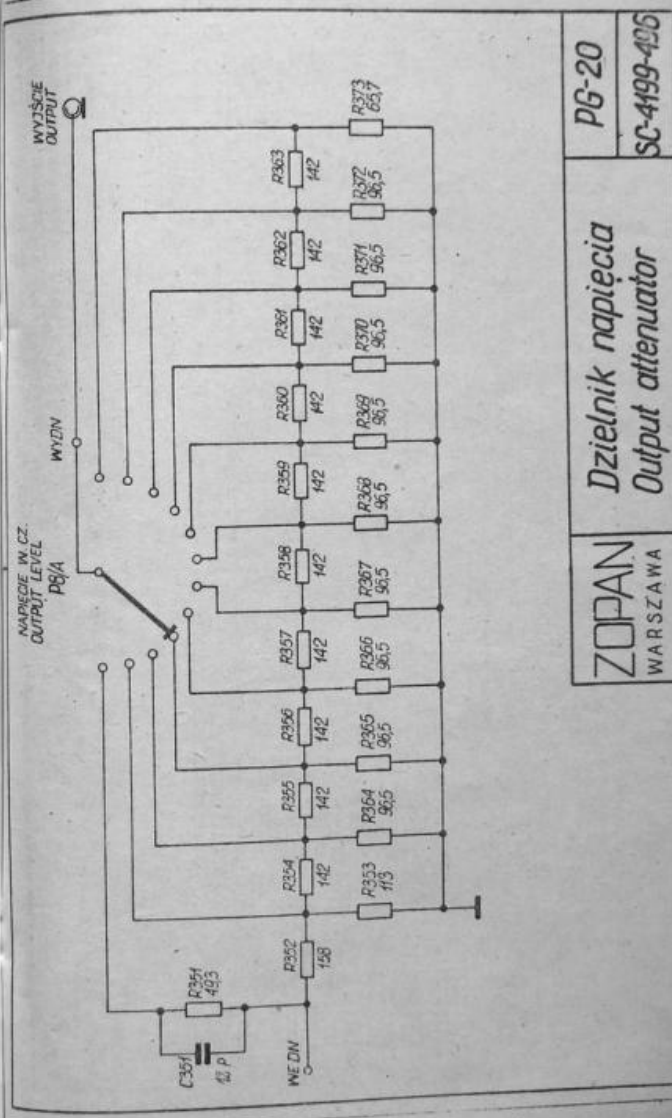 NAPIĘCIE W. CZ.
OUTPUT LEVEL
P8/A
WYDN
WYJŚCIE
OUTPUT
C351
12 P
R351
49,3
WE DN
R352
158
R354
142
R355
142
R356
142
R357
142
R358
142
R359
142
R360
142
R361
142
R362
142
R363
142
R353
113
R364
96,5
R365
96,5
R366
96,5
R367
96,5
R368
96,5
R369
96,5
R370
96,5
R371
96,5
R372
96,5
R373
65,7
ZOPAN
WARSZAWA
Dzielnik napięcia
Output attenuator
PG-20
SC-4199-496